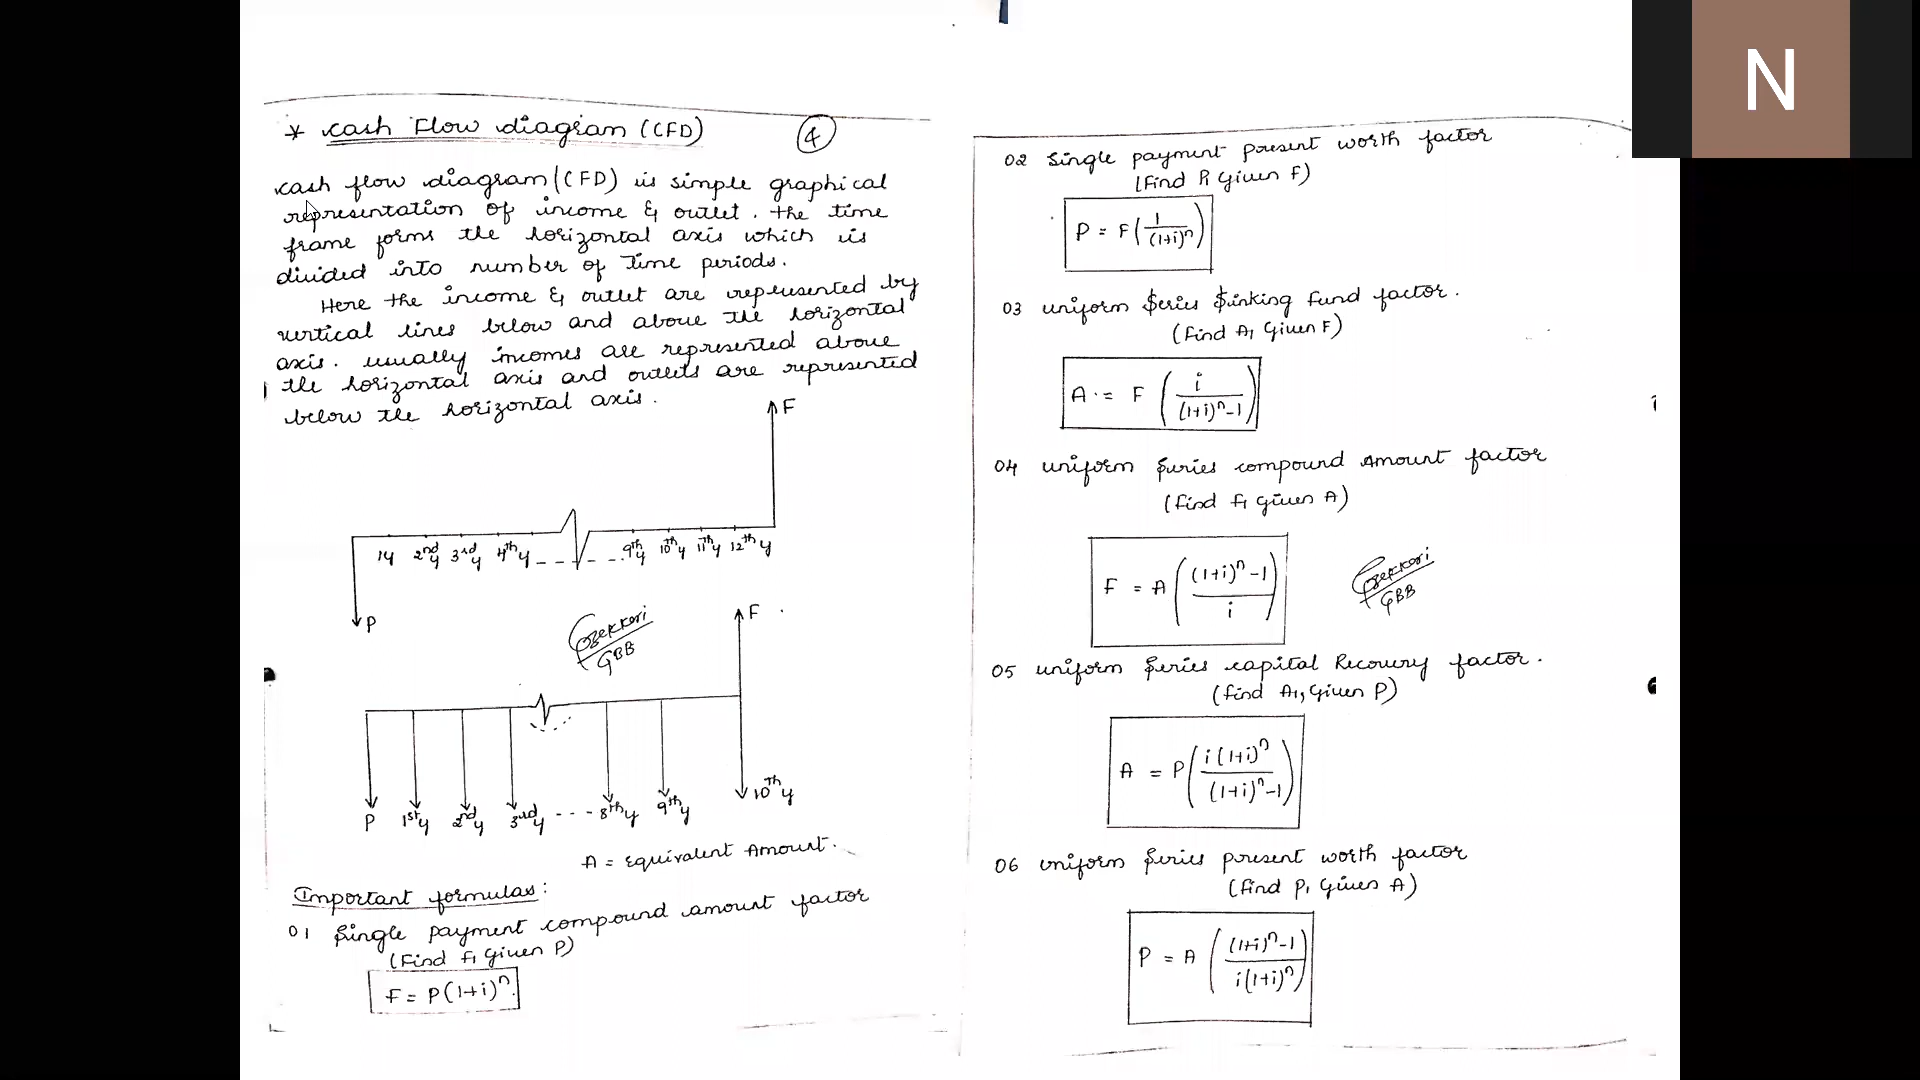 * Cash Flow diagram (CFD)
4
Cash flow diagram (CFD) is simple graphical
representation of income & outlet. The time
frame forms the horizontal axis which is
divided into number of Time periods.
Here the income & outlet are represented by
vertical lines below and above the horizontal
axis. usually incomes are represented above
the horizontal axis and outlets are represented
below the horizontal axis.
F
1y 2nd y 3rd y 4th y - - - - - - 9th y 10th y 11th y 12th y
P
GBB
F
P 1st y 2nd y 3rd y - - - 8th y 9th y 10th y
A = Equivalent Amount.
Important formulas:
01 Single payment compound amount factor
(Find F, Given P)
F = P(1+i)^n.
02 Single payment present worth factor
(Find P, Given F)
P = F(1/(1+i)^n)
03 uniform Series Sinking Fund factor.
(Find A, Given F)
A = F (i/((1+i)^n-1))
04 uniform Series compound Amount factor
(Find F, Given A)
F = A(((1+i)^n-1)/i)
GBB
05 uniform Series capital Recovery factor.
(Find A, Given P)
A = P(i(1+i)^n/((1+i)^n-1))
06 uniform Series present worth factor
(Find P, Given A)
P = A (((1+i)^n-1)/(i(1+i)^n))
N